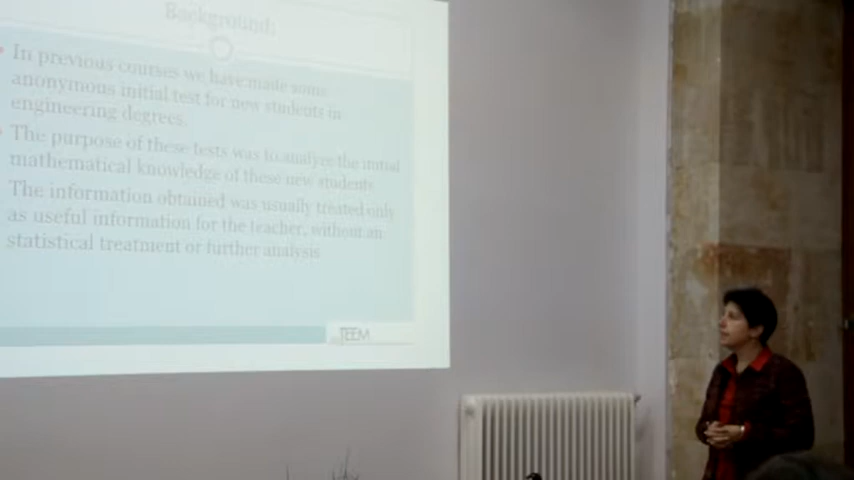 Background:
In previous courses we have made some
anonymous initial test for new students in
engineering degrees.
The purpose of these tests was to analyze the initial
mathematical knowledge of these new students
The information obtained was usually treated only
as useful information for the teacher, without an
statistical treatment or further analysis
TEEM